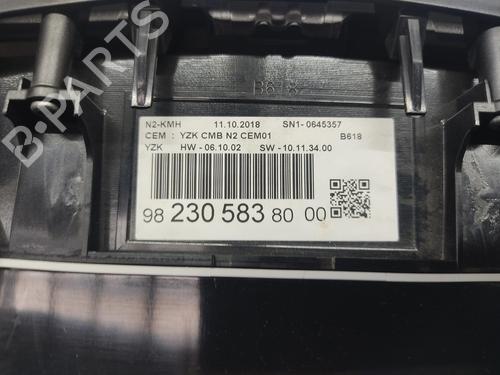 B618
N2-KMH 11.10.2018 SN1- 0645357
CEM : YZK CMB N2 CEM01 B618
YZK HW - 06.10.02 SW - 10.11.34.00
98 230 583 80 00
B-PARTS